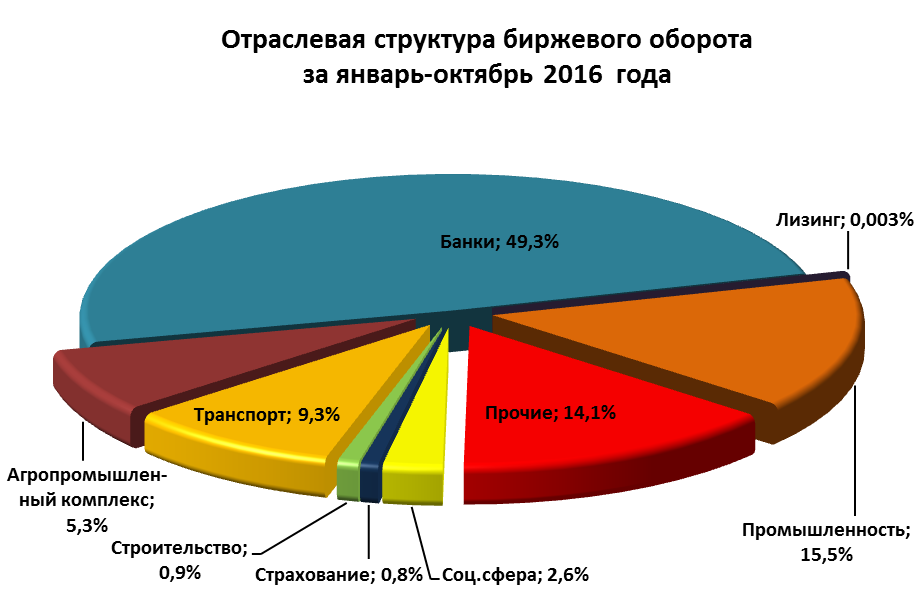 Отраслевая структура биржевого оборота
за январь-октябрь 2016 года
Лизинг; 0,003%
Банки; 49,3%
Транспорт; 9,3%
Прочие; 14,1%
Агропромышлен-
ный комплекс;
5,3%
Промышленность;
15,5%
Строительство;
0,9%
Страхование; 0,8%
Соц.сфера; 2,6%